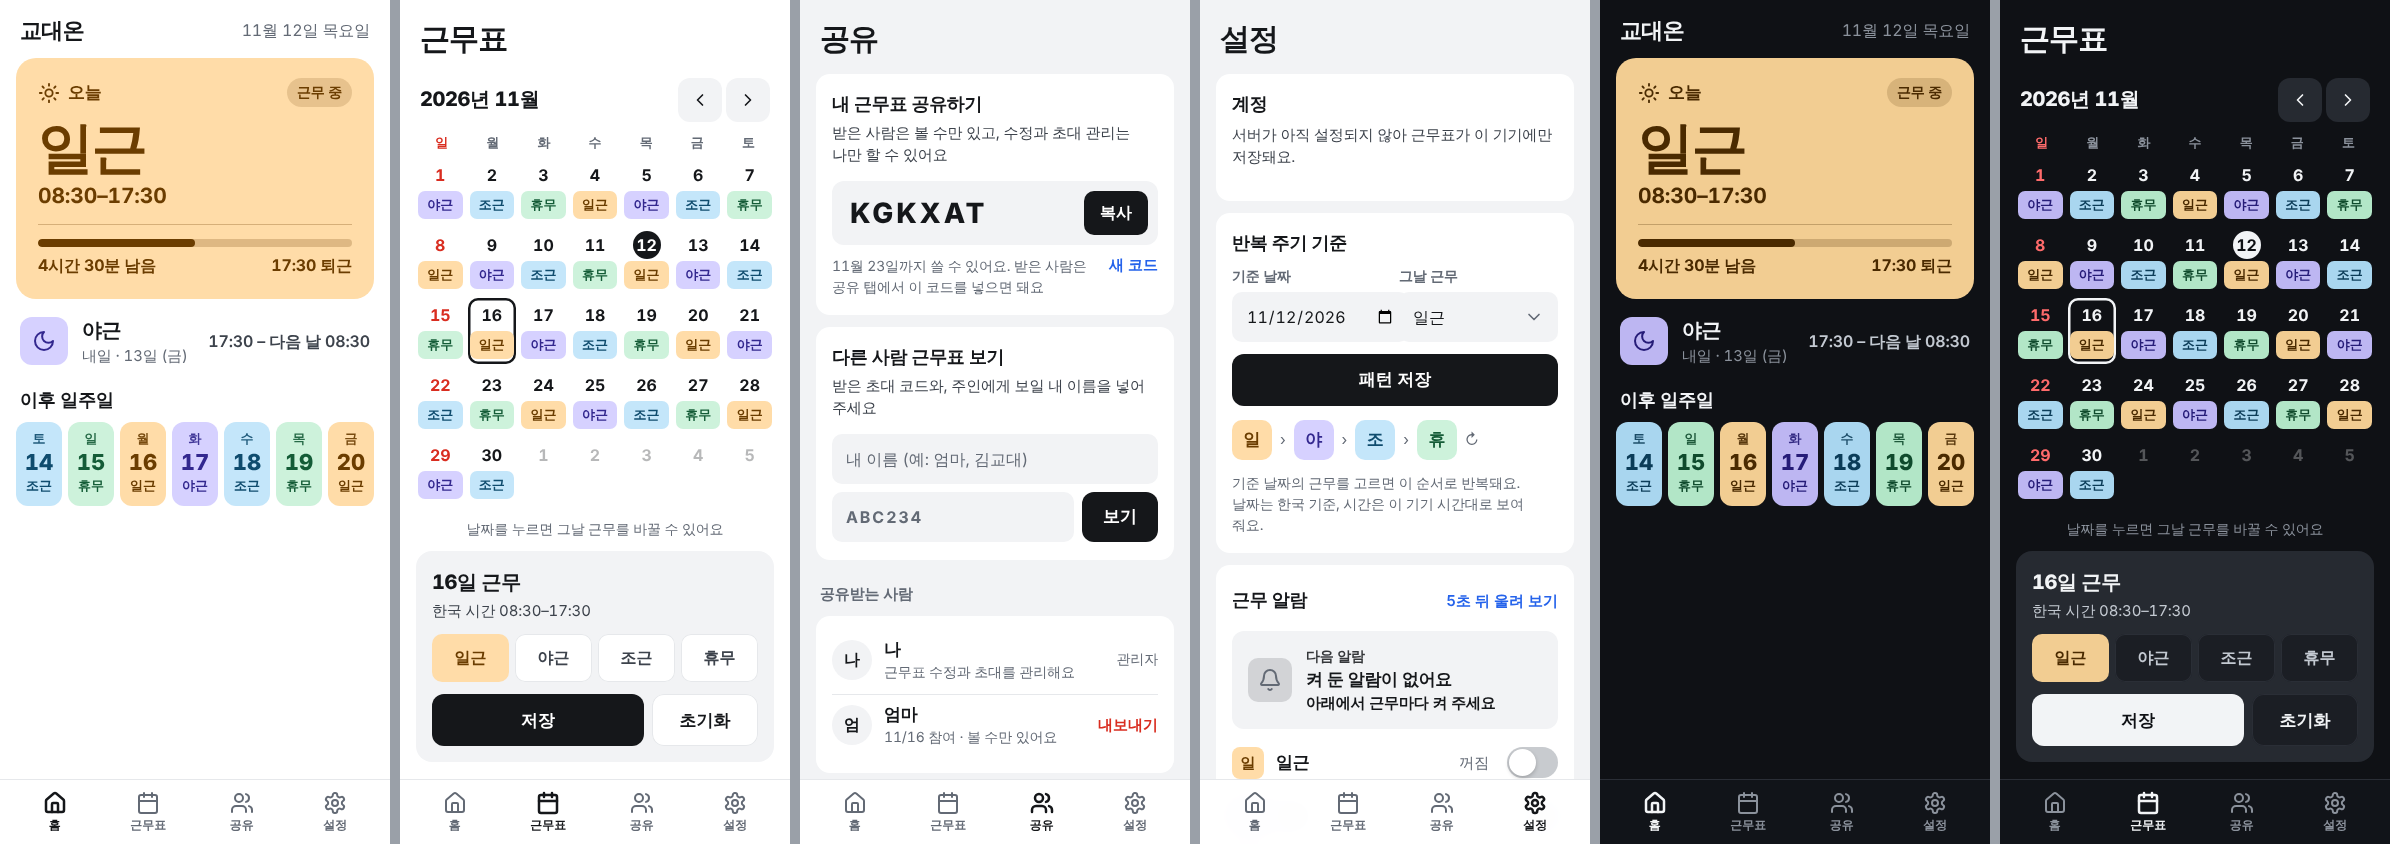 교대온
11월 12일 목요일
오늘
근무 중
일근
08:30–17:30
4시간 30분 남음
17:30 퇴근
야근
내일 · 13일 (금)
17:30 – 다음 날 08:30
이후 일주일
토 일 월 화 수 목 금
14 15 16 17 18 19 20
조근 휴무 일근 야근 조근 휴무 일근
홈 근무표 공유 설정
근무표
2026년 11월
일 월 화 수 목 금 토
1 2 3 4 5 6 7
야근 조근 휴무 일근 야근 조근 휴무
8 9 10 11 12 13 14
일근 야근 조근 휴무 일근 야근 조근
15 16 17 18 19 20 21
휴무 일근 야근 조근 휴무 일근 야근
22 23 24 25 26 27 28
조근 휴무 일근 야근 조근 휴무 일근
29 30 1 2 3 4 5
야근 조근
날짜를 누르면 그날 근무를 바꿀 수 있어요
16일 근무
한국 시간 08:30–17:30
일근 야근 조근 휴무
저장 초기화
홈 근무표 공유 설정
공유
내 근무표 공유하기
받은 사람은 볼 수만 있고, 수정과 초대 관리는
나만 할 수 있어요
KGKXAT
복사
11월 23일까지 쓸 수 있어요. 받은 사람은
공유 탭에서 이 코드를 넣으면 돼요
새 코드
다른 사람 근무표 보기
받은 초대 코드와, 주인에게 보일 내 이름을 넣어
주세요
내 이름 (예: 엄마, 김교대)
ABC234
보기
공유받는 사람
나
나
근무표 수정과 초대를 관리해요
관리자
엄
엄마
11/16 참여 · 볼 수만 있어요
내보내기
홈 근무표 공유 설정
설정
계정
서버가 아직 설정되지 않아 근무표가 이 기기에만
저장돼요.
반복 주기 기준
기준 날짜
그날 근무
11/12/2026
일근
패턴 저장
일 › 야 › 조 › 휴 ↻
기준 날짜의 근무를 고르면 이 순서로 반복돼요.
날짜는 한국 기준, 시간은 이 기기 시간대로 보여
줘요.
근무 알람
5초 뒤 울려 보기
다음 알람
켜 둔 알람이 없어요
아래에서 근무마다 켜 주세요
일
일근
꺼짐
홈 근무표 공유 설정
교대온
11월 12일 목요일
오늘
근무 중
일근
08:30–17:30
4시간 30분 남음
17:30 퇴근
야근
내일 · 13일 (금)
17:30 – 다음 날 08:30
이후 일주일
토 일 월 화 수 목 금
14 15 16 17 18 19 20
조근 휴무 일근 야근 조근 휴무 일근
홈 근무표 공유 설정
근무표
2026년 11월
일 월 화 수 목 금 토
1 2 3 4 5 6 7
야근 조근 휴무 일근 야근 조근 휴무
8 9 10 11 12 13 14
일근 야근 조근 휴무 일근 야근 조근
15 16 17 18 19 20 21
휴무 일근 야근 조근 휴무 일근 야근
22 23 24 25 26 27 28
조근 휴무 일근 야근 조근 휴무 일근
29 30 1 2 3 4 5
야근 조근
날짜를 누르면 그날 근무를 바꿀 수 있어요
16일 근무
한국 시간 08:30–17:30
일근 야근 조근 휴무
저장 초기화
홈 근무표 공유 설정